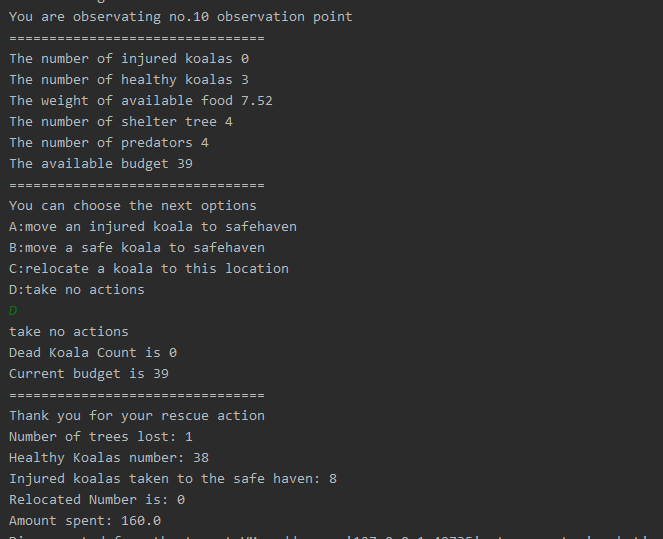 You are observating no.10 observation point
================================
The number of injured koalas 0
The number of healthy koalas 3
The weight of available food 7.52
The number of shelter tree 4
The number of predators 4
The available budget 39
================================
You can choose the next options
A:move an injured koala to safehaven
B:move a safe koala to safehaven
C:relocate a koala to this location
D:take no actions
D
take no actions
Dead Koala Count is 0
Current budget is 39
================================
Thank you for your rescue action
Number of trees lost: 1
Healthy Koalas number: 38
Injured koalas taken to the safe haven: 8
Relocated Number is: 0
Amount spent: 160.0